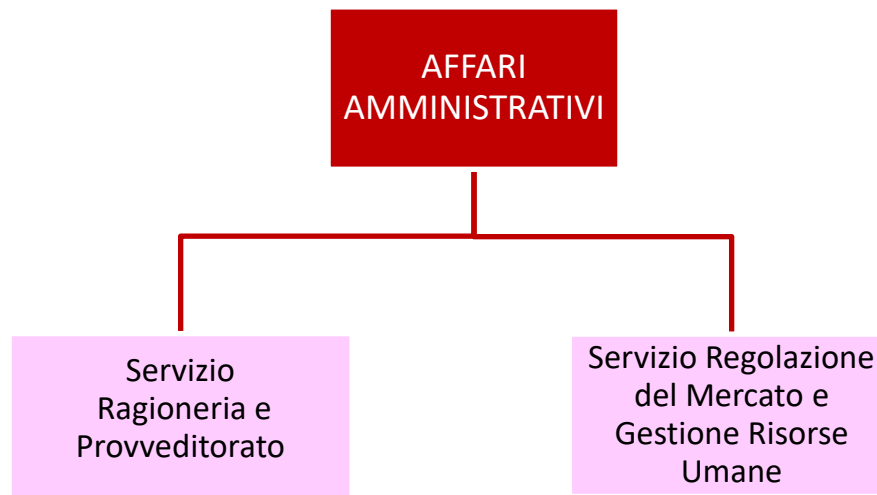 AFFARI
AMMINISTRATIVI
Servizio
Ragioneria e
Provveditorato
Servizio Regolazione
del Mercato e
Gestione Risorse
Umane